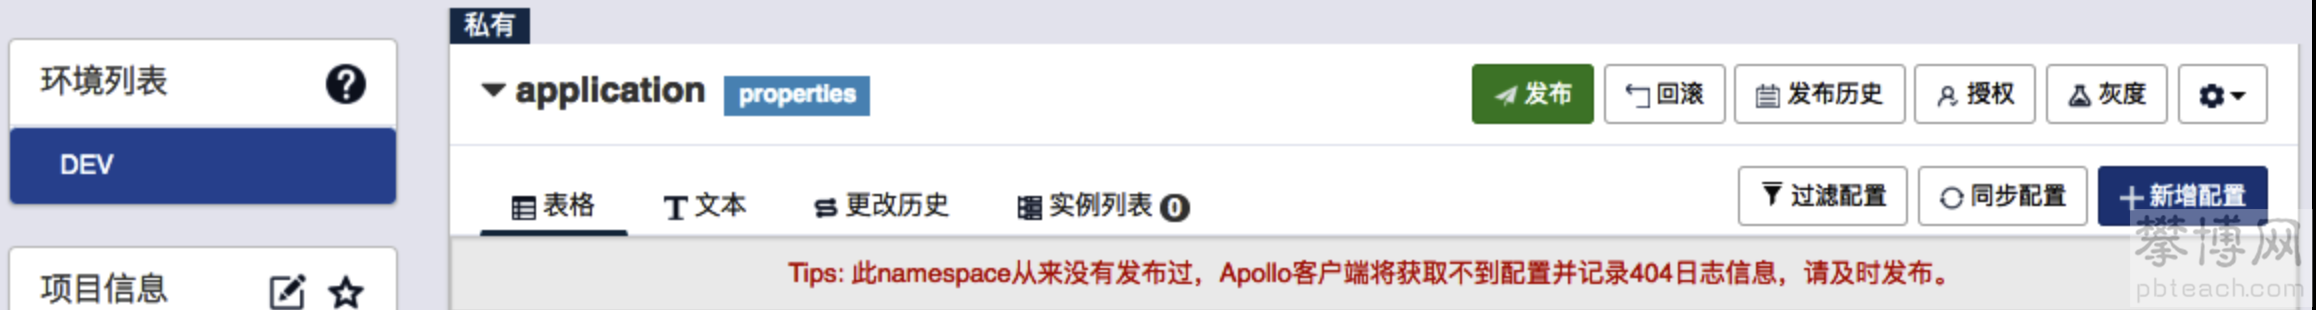 私有
环境列表
DEV
项目信息
application properties
发布 回滚 发布历史 授权 灰度
表格 文本 更改历史 实例列表 0
过滤配置 同步配置 新增配置
Tips: 此namespace从来没有发布过，Apollo客户端将获取不到配置并记录404日志信息，请及时发布。
攀博网
pbteach.com